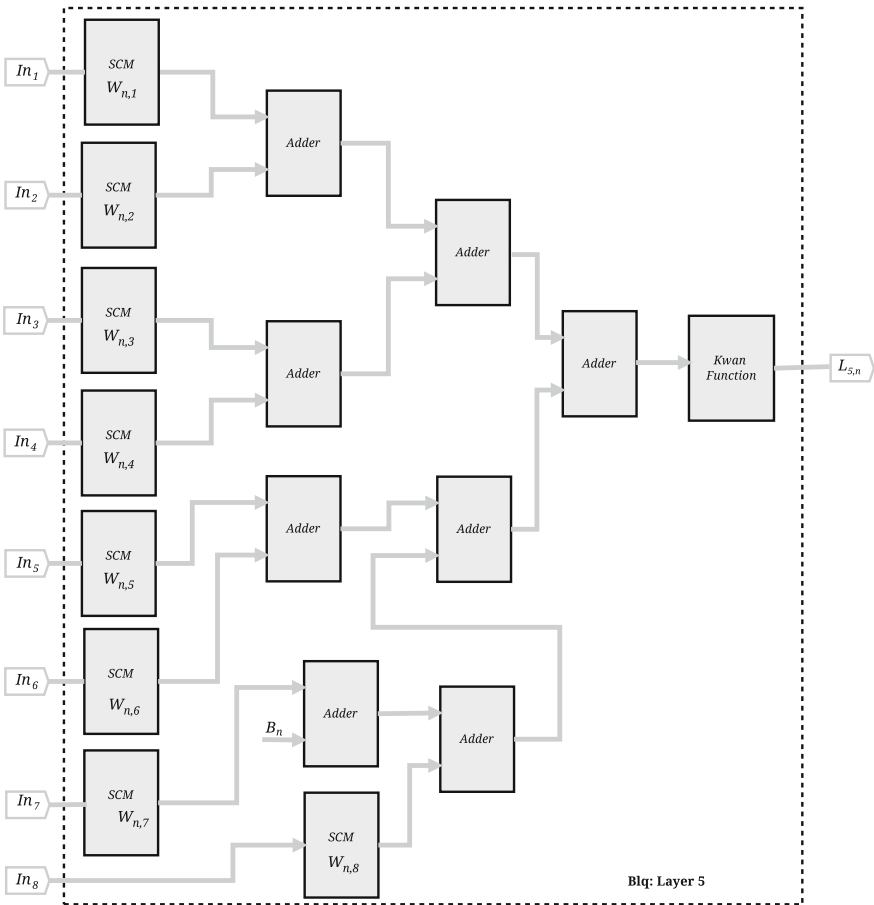 In1
SCM
Wn,1
Adder
In2
SCM
Wn,2
Adder
In3
SCM
Wn,3
Adder
Adder
Kwan
Function
L5,n
In4
SCM
Wn,4
In5
SCM
Wn,5
Adder
Adder
In6
SCM
Wn,6
Bn
Adder
Adder
In7
SCM
Wn,7
In8
SCM
Wn,8
Blq: Layer 5